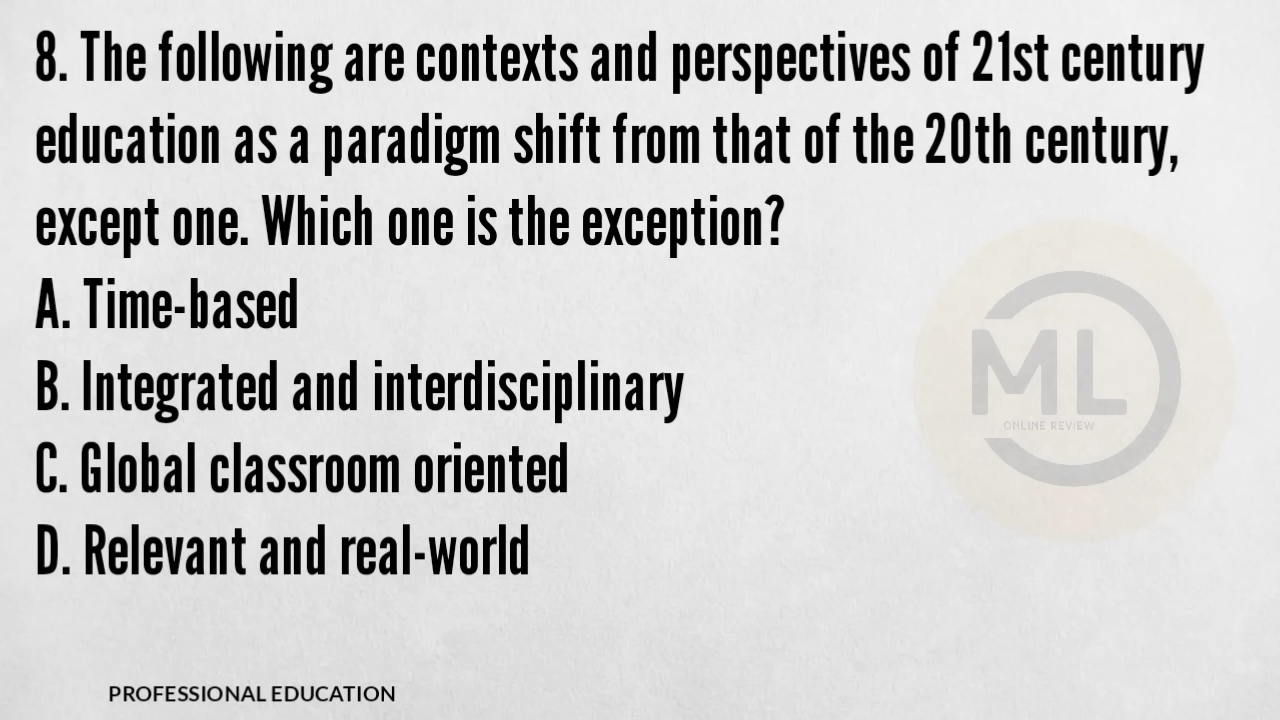 8. The following are contexts and perspectives of 21st century
education as a paradigm shift from that of the 20th century,
except one. Which one is the exception?
A. Time-based
B. Integrated and interdisciplinary
C. Global classroom oriented
D. Relevant and real-world
ML
ONLINE REVIEW
PROFESSIONAL EDUCATION